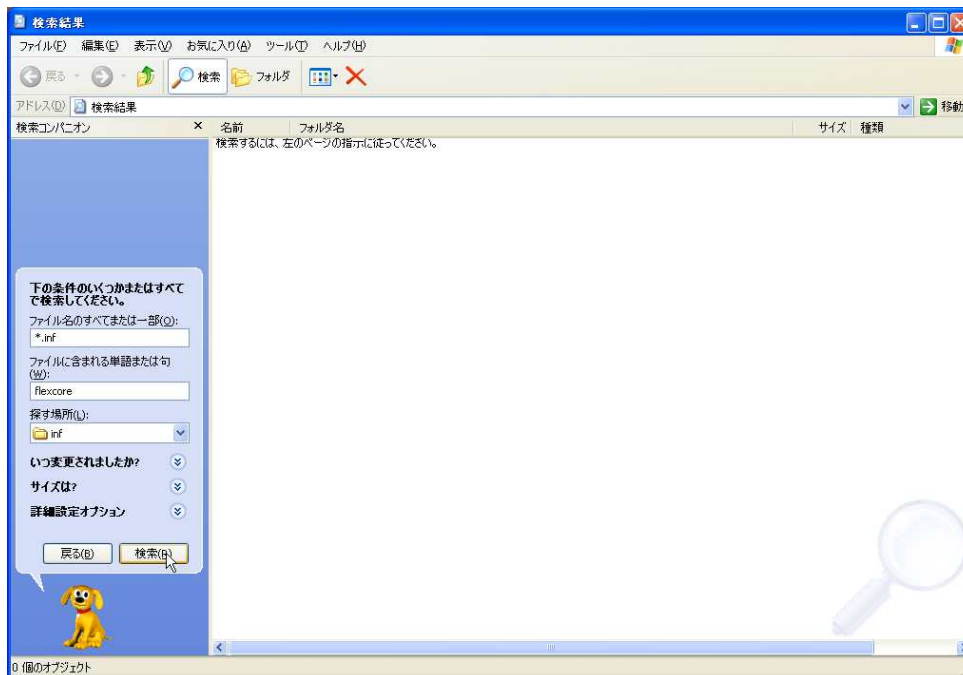 検索結果
ファイル(F) 編集(E) 表示(V) お気に入り(A) ツール(T) ヘルプ(H)
戻る 検索 フォルダ
アドレス(D) 検索結果 移動
検索コンパニオン 名前 フォルダ名 サイズ 種類
検索するには、左のページの指示に従ってください。
下の条件のいくつかまたはすべて
で検索してください。
ファイル名のすべてまたは一部(O):
*.inf
ファイルに含まれる単語または句
(W):
flexcore
探す場所(L):
inf
いつ変更されましたか?
サイズは?
詳細設定オプション
戻る(B) 検索(R)
0 個のオブジェクト